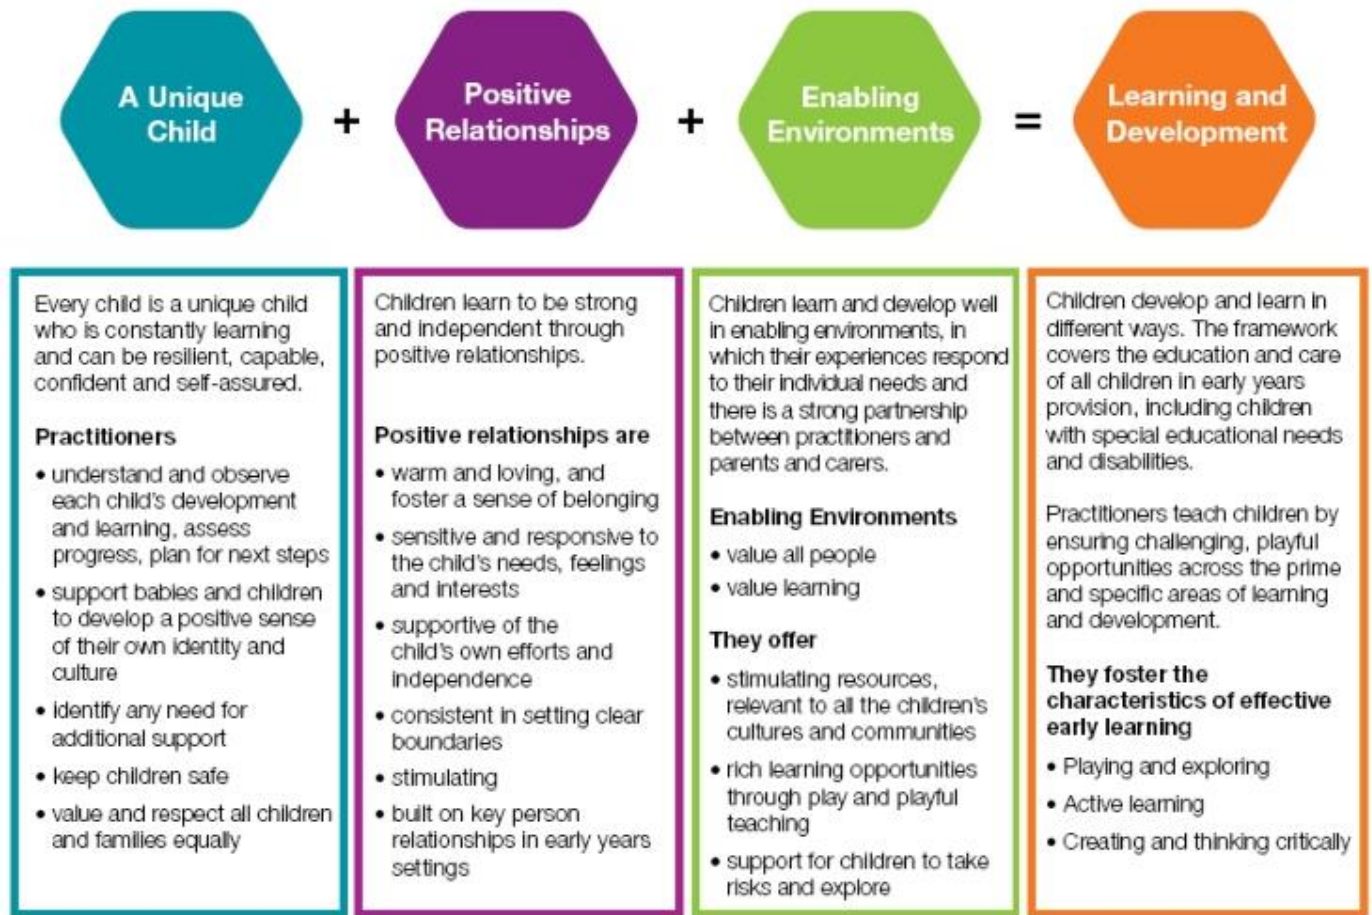 A Unique
Child
+
Positive
Relationships
+
Enabling
Environments
=
Learning and
Development
Every child is a unique child
who is constantly learning
and can be resilient, capable,
confident and self-assured.
Practitioners
• understand and observe
each child's development
and learning, assess
progress, plan for next steps
• support babies and children
to develop a positive sense
of their own identity and
culture
• identify any need for
additional support
• keep children safe
• value and respect all children
and families equally
Children learn to be strong
and independent through
positive relationships.
Positive relationships are
• warm and loving, and
foster a sense of belonging
• sensitive and responsive to
the child's needs, feelings
and interests
• supportive of the
child's own efforts and
independence
• consistent in setting clear
boundaries
• stimulating
• built on key person
relationships in early years
settings
Children learn and develop well
in enabling environments, in
which their experiences respond
to their individual needs and
there is a strong partnership
between practitioners and
parents and carers.
Enabling Environments
• value all people
• value learning
They offer
• stimulating resources,
relevant to all the children's
cultures and communities
• rich learning opportunities
through play and playful
teaching
• support for children to take
risks and explore
Children develop and learn in
different ways. The framework
covers the education and care
of all children in early years
provision, including children
with special educational needs
and disabilities.
Practitioners teach children by
ensuring challenging, playful
opportunities across the prime
and specific areas of learning
and development.
They foster the
characteristics of effective
early learning
• Playing and exploring
• Active learning
• Creating and thinking critically